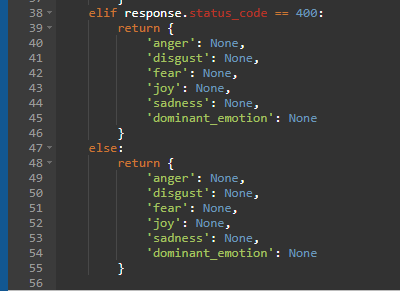 37 }
38 elif response.status_code == 400:
39 return {
40 'anger': None,
41 'disgust': None,
42 'fear': None,
43 'joy': None,
44 'sadness': None,
45 'dominant_emotion': None
46 }
47 else:
48 return {
49 'anger': None,
50 'disgust': None,
51 'fear': None,
52 'joy': None,
53 'sadness': None,
54 'dominant_emotion': None
55 }
56